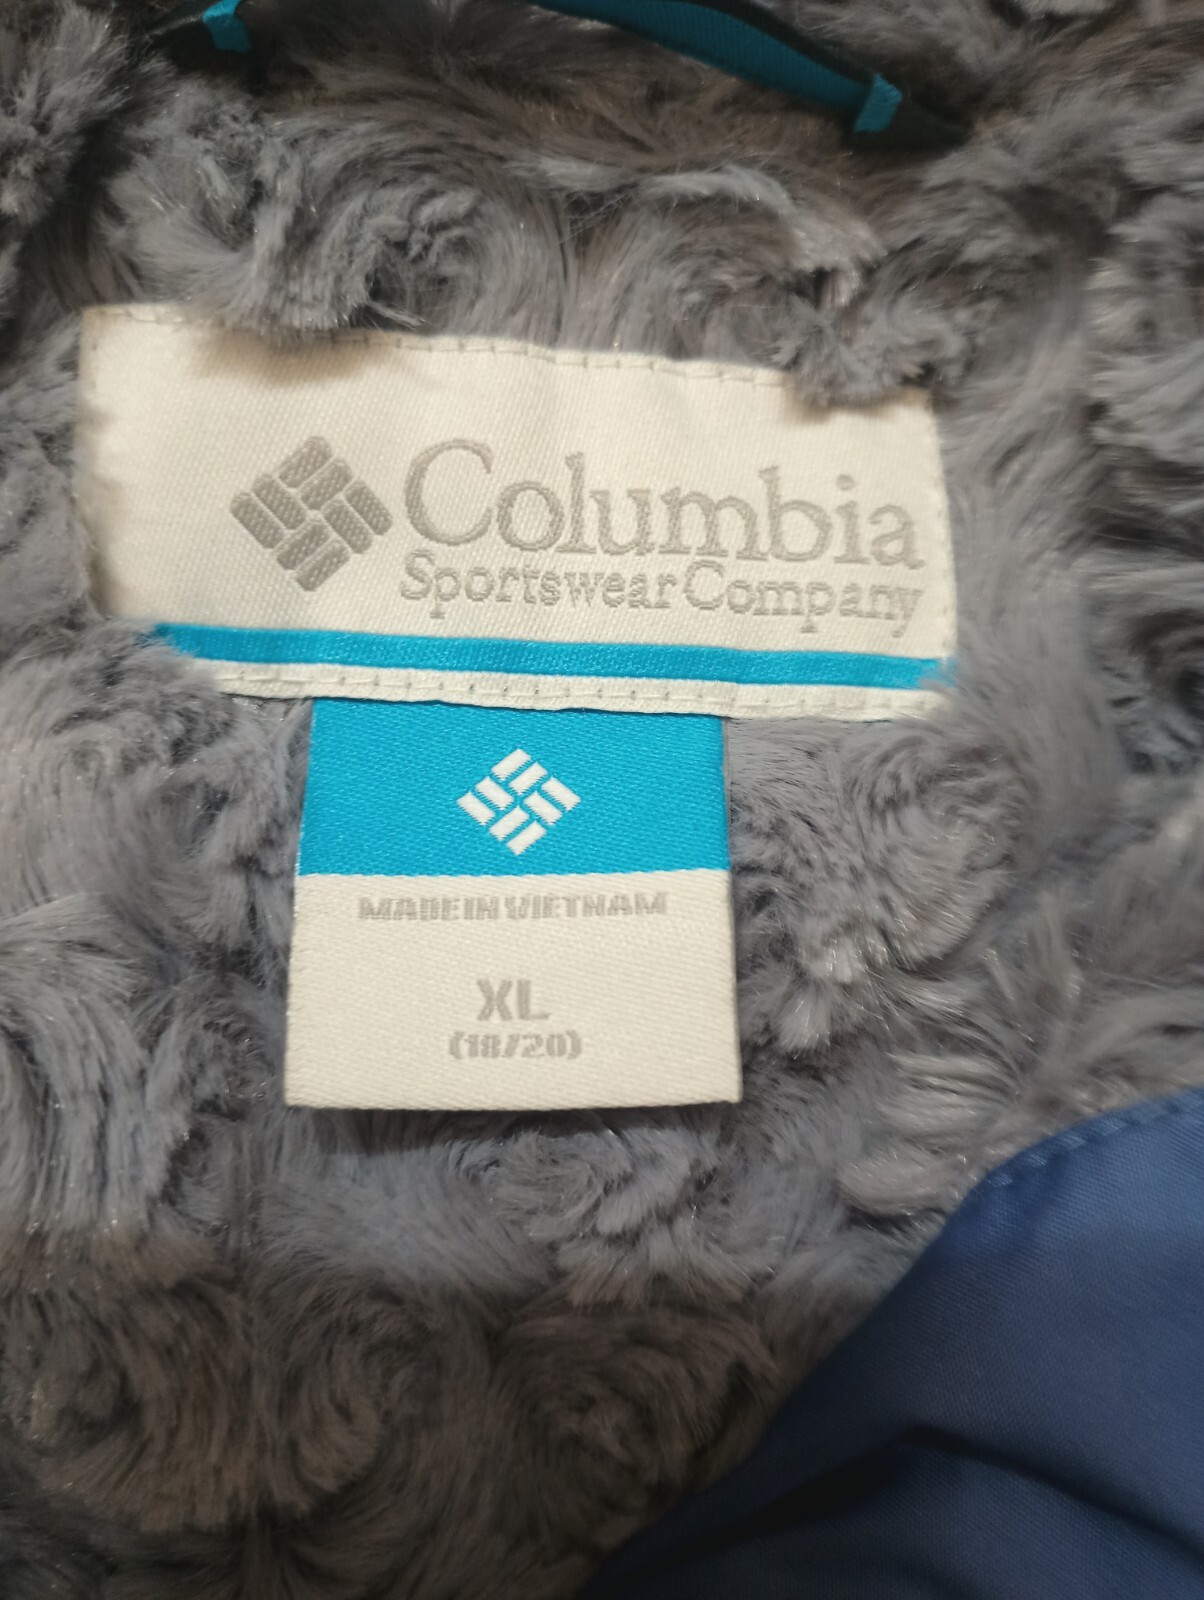 Columbia
Sportswear Company
MADE IN VIETNAM
XL
(18/20)